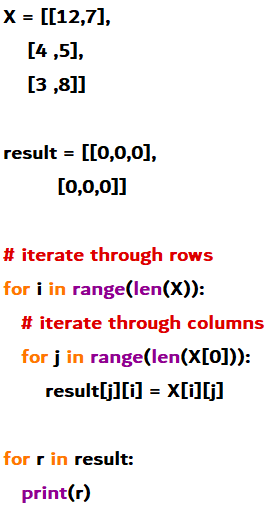 X = [[12,7],
    [4 ,5],
    [3 ,8]]

result = [[0,0,0],
         [0,0,0]]

# iterate through rows
for i in range(len(X)):
   # iterate through columns
   for j in range(len(X[0])):
       result[j][i] = X[i][j]

for r in result:
   print(r)